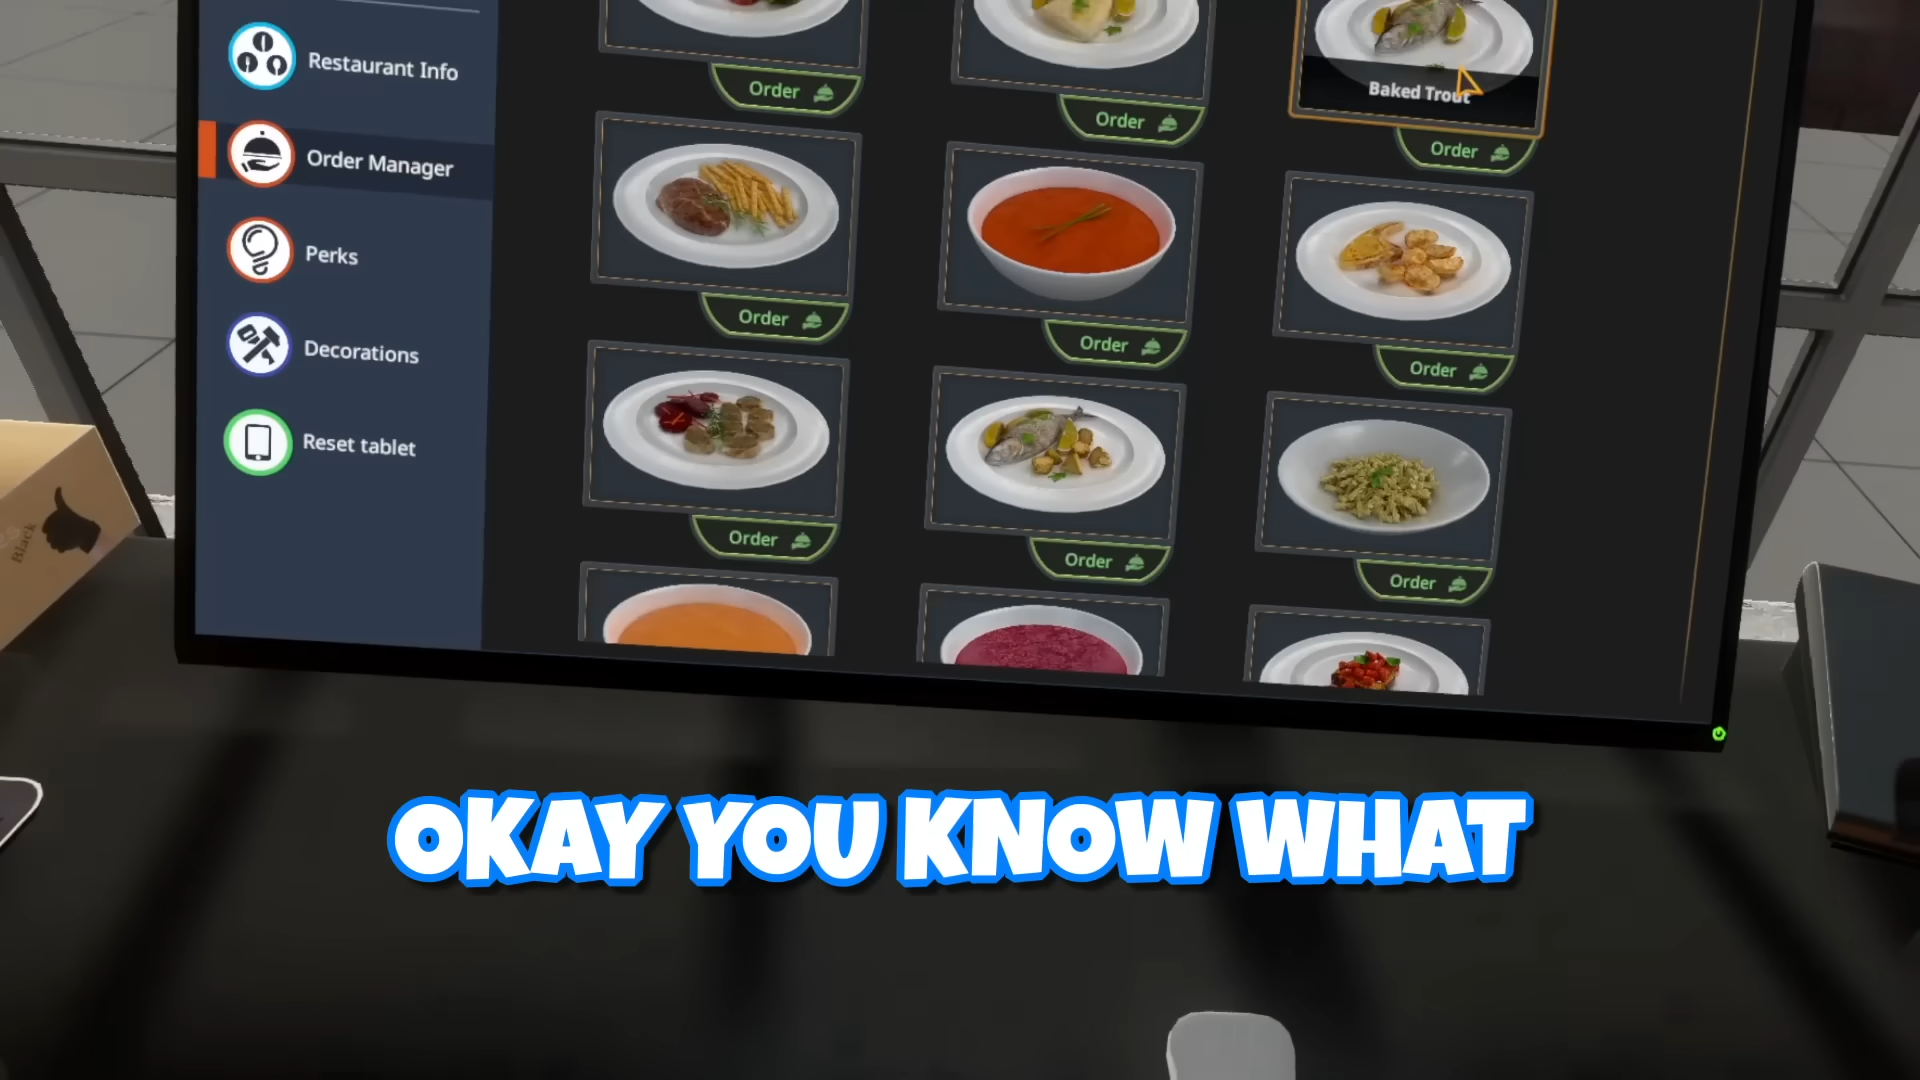 Restaurant Info
Order Manager
Perks
Decorations
Reset tablet
Order
Order
Baked Trout
Order
Order
Order
Order
Order
Order
Order
Black
OKAY YOU KNOW WHAT